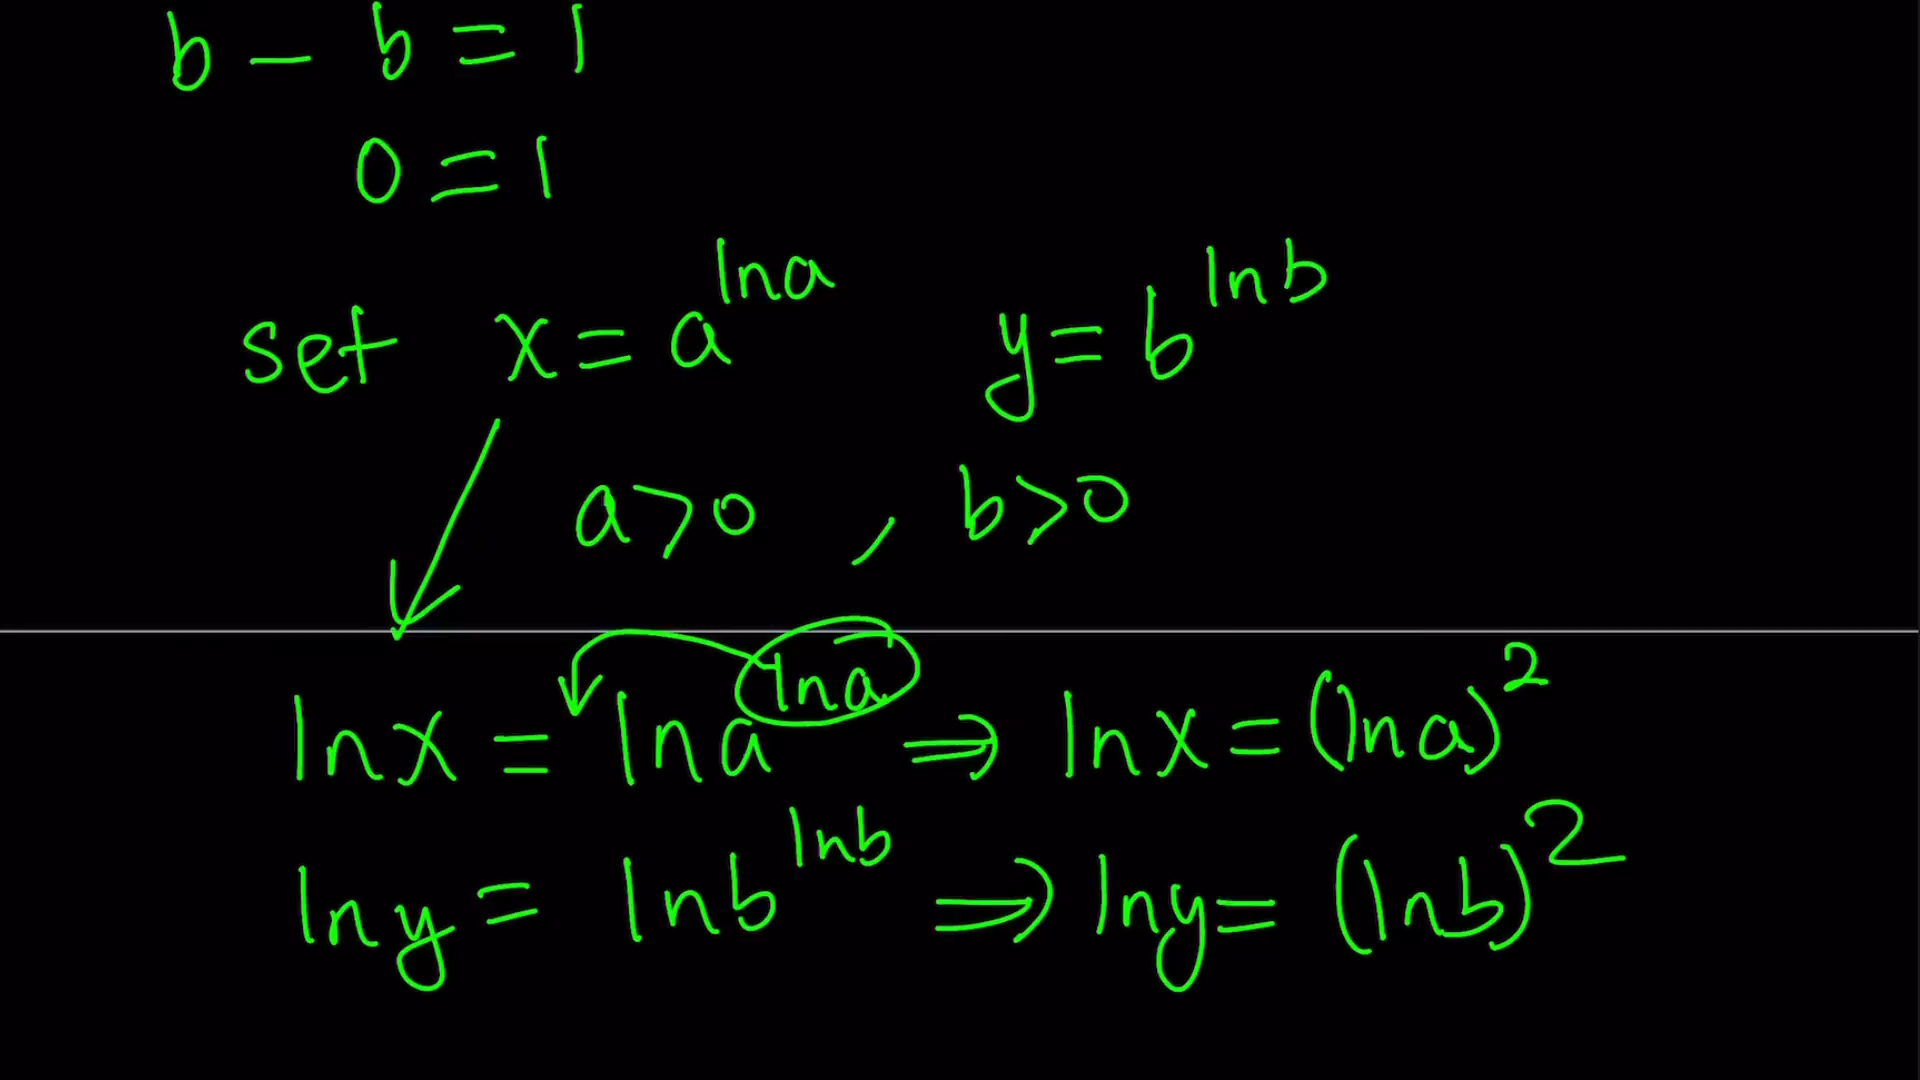 b - b = 1
0 = 1
set x = a^{ln a} y = b^{ln b}
a > 0 , b > 0
ln x = ln a^{ln a} ⇒ ln x = (ln a)^2
ln y = ln b^{ln b} ⇒ ln y = (ln b)^2